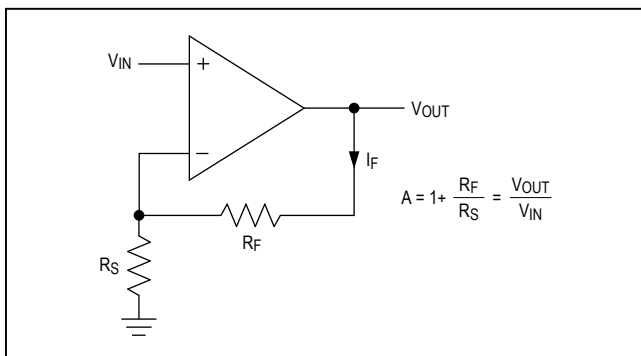 VIN
+
−
VOUT
IF
RF
RS
A = 1+ RF/RS = VOUT/VIN